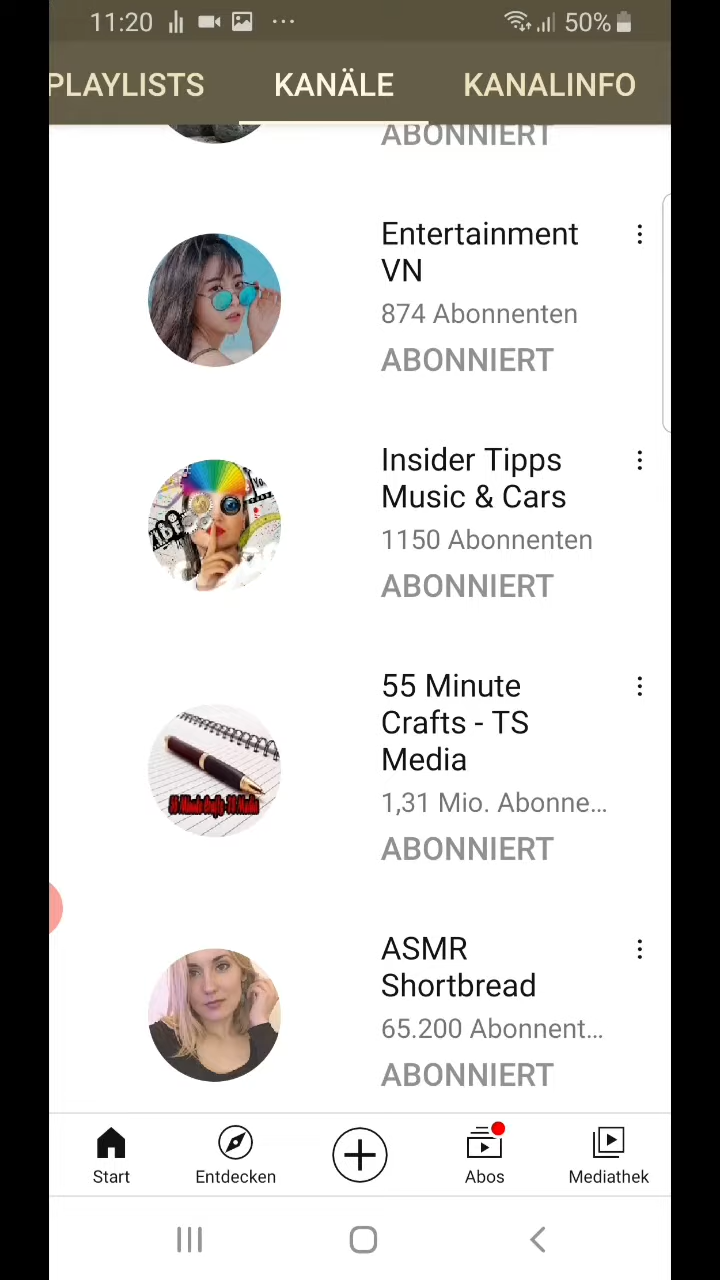 11:20
50%
PLAYLISTS KANÄLE KANALINFO
ABONNIERT
Entertainment
VN
874 Abonnenten
ABONNIERT
Insider Tipps
Music & Cars
1150 Abonnenten
ABONNIERT
55 Minute
Crafts - TS
Media
1,31 Mio. Abonne...
ABONNIERT
ASMR
Shortbread
65.200 Abonnent...
ABONNIERT
Start Entdecken Abos Mediathek